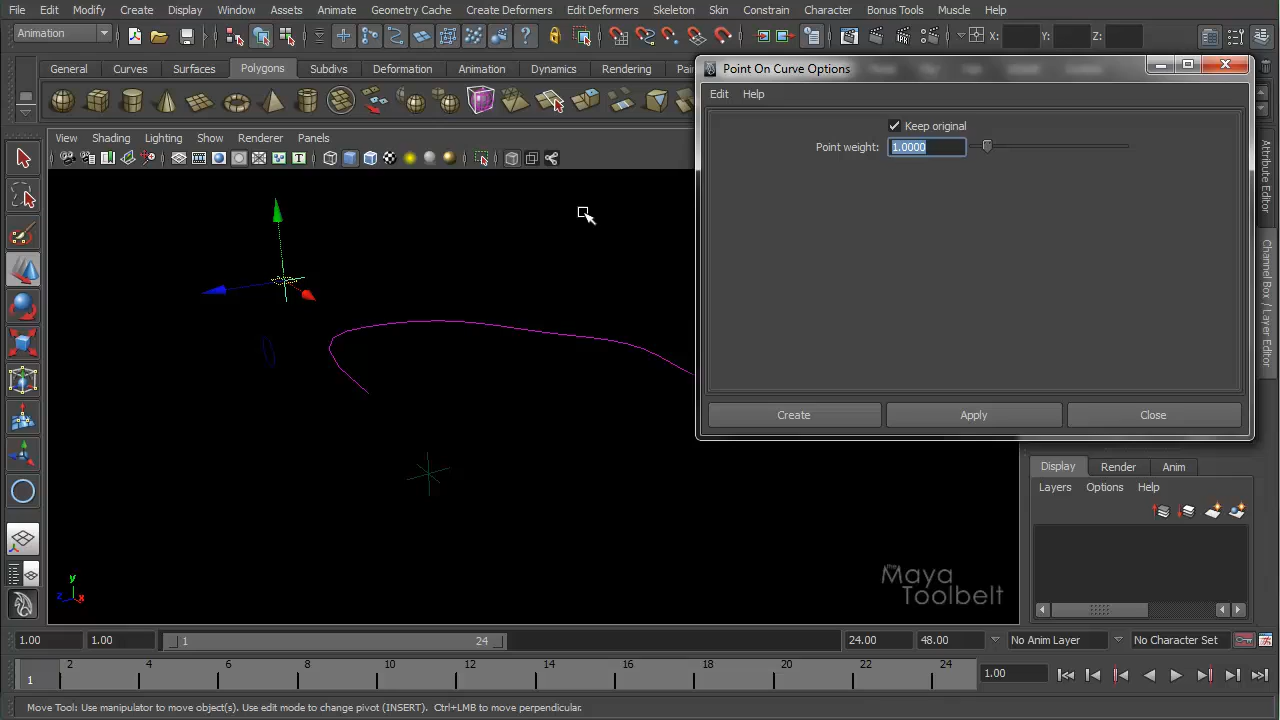 File Edit Modify Create Display Window Assets Animate Geometry Cache Create Deformers Edit Deformers Skeleton Skin Constrain Character Bonus Tools Muscle Help
Animation X: Y: Z:
General Curves Surfaces Polygons Subdivs Deformation Animation Dynamics Rendering
Point On Curve Options
Edit Help
Keep original
Point weight: 1.0000
Create Apply Close
View Shading Lighting Show Renderer Panels
Attribute Editor
Channel Box / Layer Editor
Display Render Anim
Layers Options Help
y
z x
the
Maya
Toolbelt
1.00 1.00 1 24 24.00 48.00 No Anim Layer No Character Set
1 2 4 6 8 10 12 14 16 18 20 22 24 1.00
Move Tool: Use manipulator to move object(s). Use edit mode to change pivot (INSERT). Ctrl+LMB to move perpendicular.